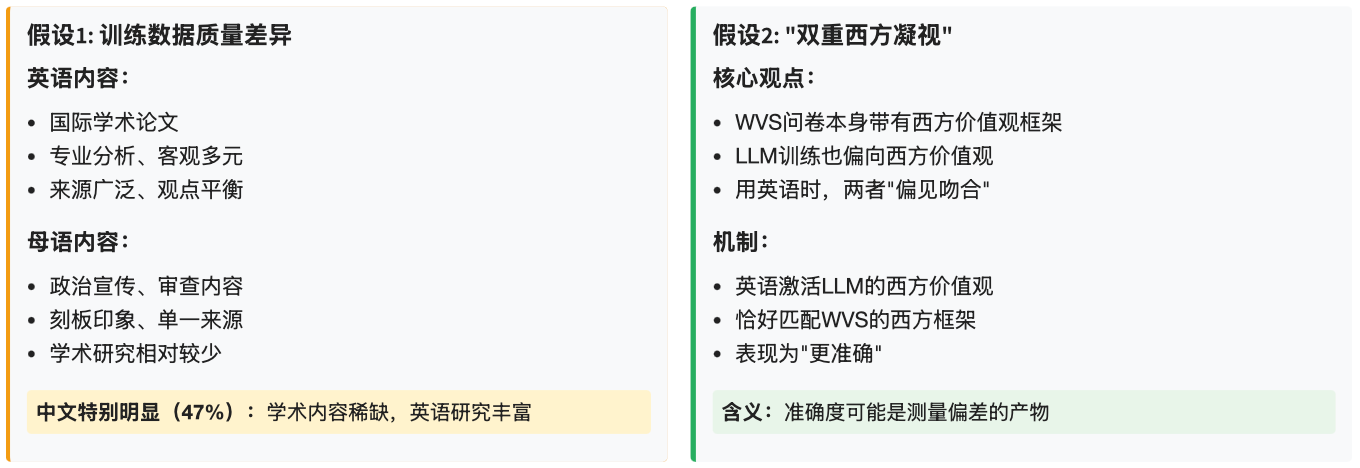 假设1: 训练数据质量差异
英语内容：
• 国际学术论文
• 专业分析、客观多元
• 来源广泛、观点平衡
母语内容：
• 政治宣传、审查内容
• 刻板印象、单一来源
• 学术研究相对较少
中文特别明显（47%）：学术内容稀缺，英语研究丰富
假设2: "双重西方凝视"
核心观点：
• WVS问卷本身带有西方价值观框架
• LLM训练也偏向西方价值观
• 用英语时，两者"偏见吻合"
机制：
• 英语激活LLM的西方价值观
• 恰好匹配WVS的西方框架
• 表现为"更准确"
含义：准确度可能是测量偏差的产物